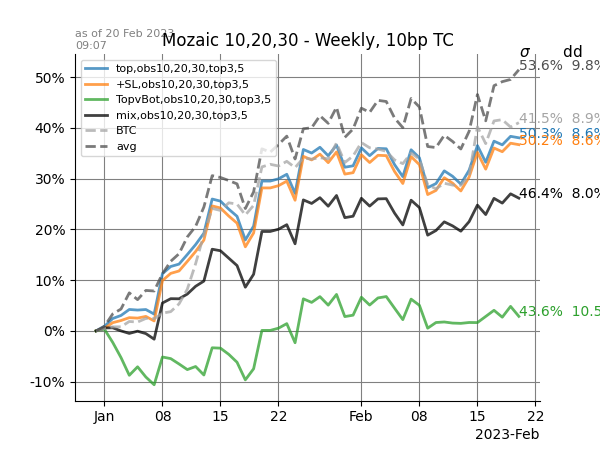 as of 20 Feb 2023
09:07
Mozaic 10,20,30 - Weekly, 10bp TC
σ dd
top,obs10,20,30,top3,5
+SL,obs10,20,30,top3,5
TopvBot,obs10,20,30,top3,5
mix,obs10,20,30,top3,5
BTC
avg
53.6% 9.8%
41.5% 8.9%
50.3% 8.6%
50.2% 8.6%
46.4% 8.0%
43.6% 10.5
50%
40%
30%
20%
10%
0%
-10%
Jan 08 15 22 Feb 08 15 22
2023-Feb